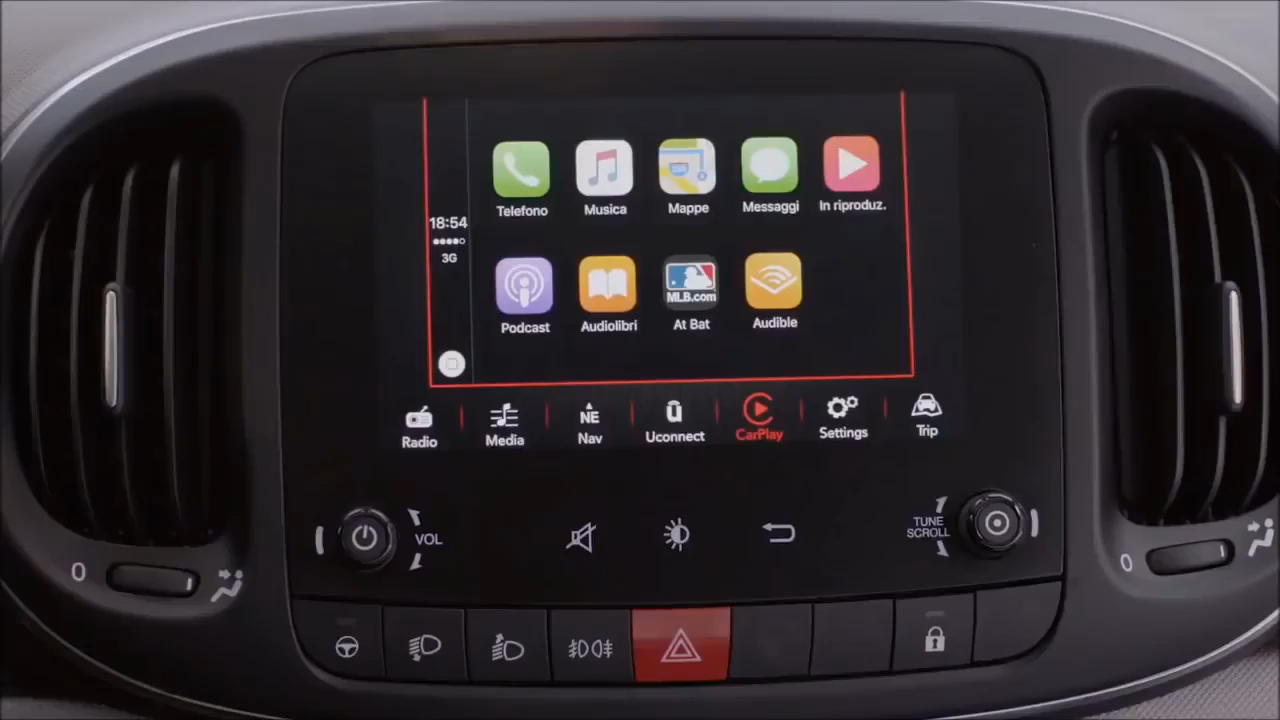 Telefono
Musica
Mappe
Messaggi
In riproduz.
18:54
3G
Podcast
MLB.com
Audiolibri
At Bat
Audible
Radio
Media
NE
Nav
Uconnect
CarPlay
Settings
Trip
VOL
TUNE
SCROLL
0
0